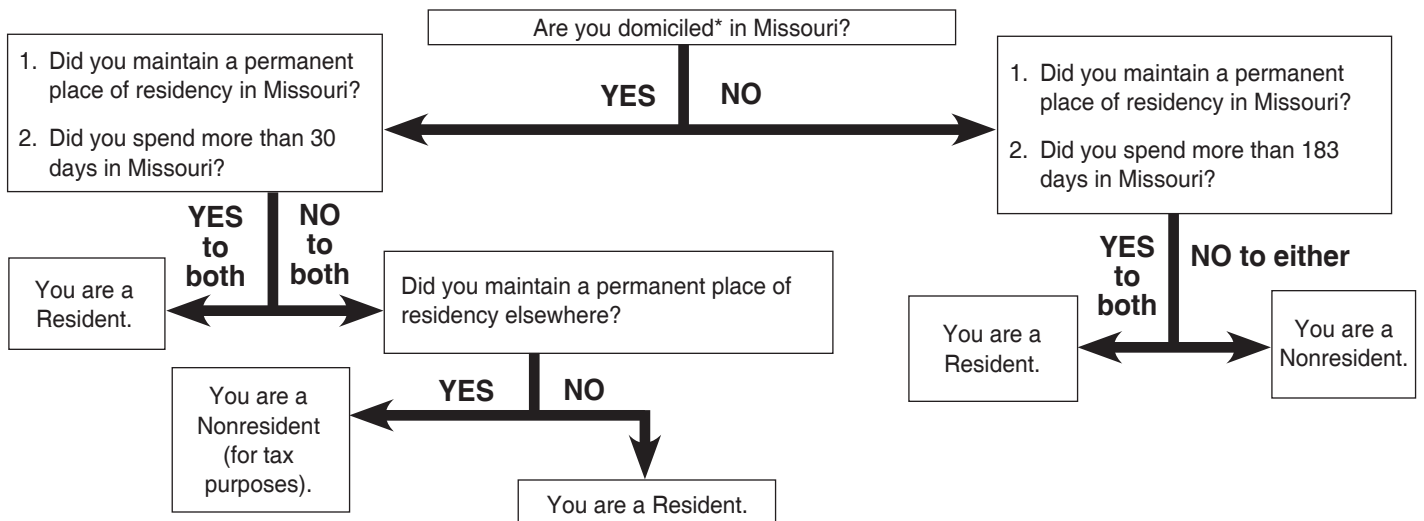 Are you domiciled* in Missouri?
YES
NO
1. Did you maintain a permanent
place of residency in Missouri?
2. Did you spend more than 30
days in Missouri?
YES
to
both
NO
to
both
You are a
Resident.
Did you maintain a permanent place of
residency elsewhere?
YES
NO
You are a
Nonresident
(for tax
purposes).
You are a Resident.
1. Did you maintain a permanent
place of residency in Missouri?
2. Did you spend more than 183
days in Missouri?
YES
to
both
NO to either
You are a
Resident.
You are a
Nonresident.